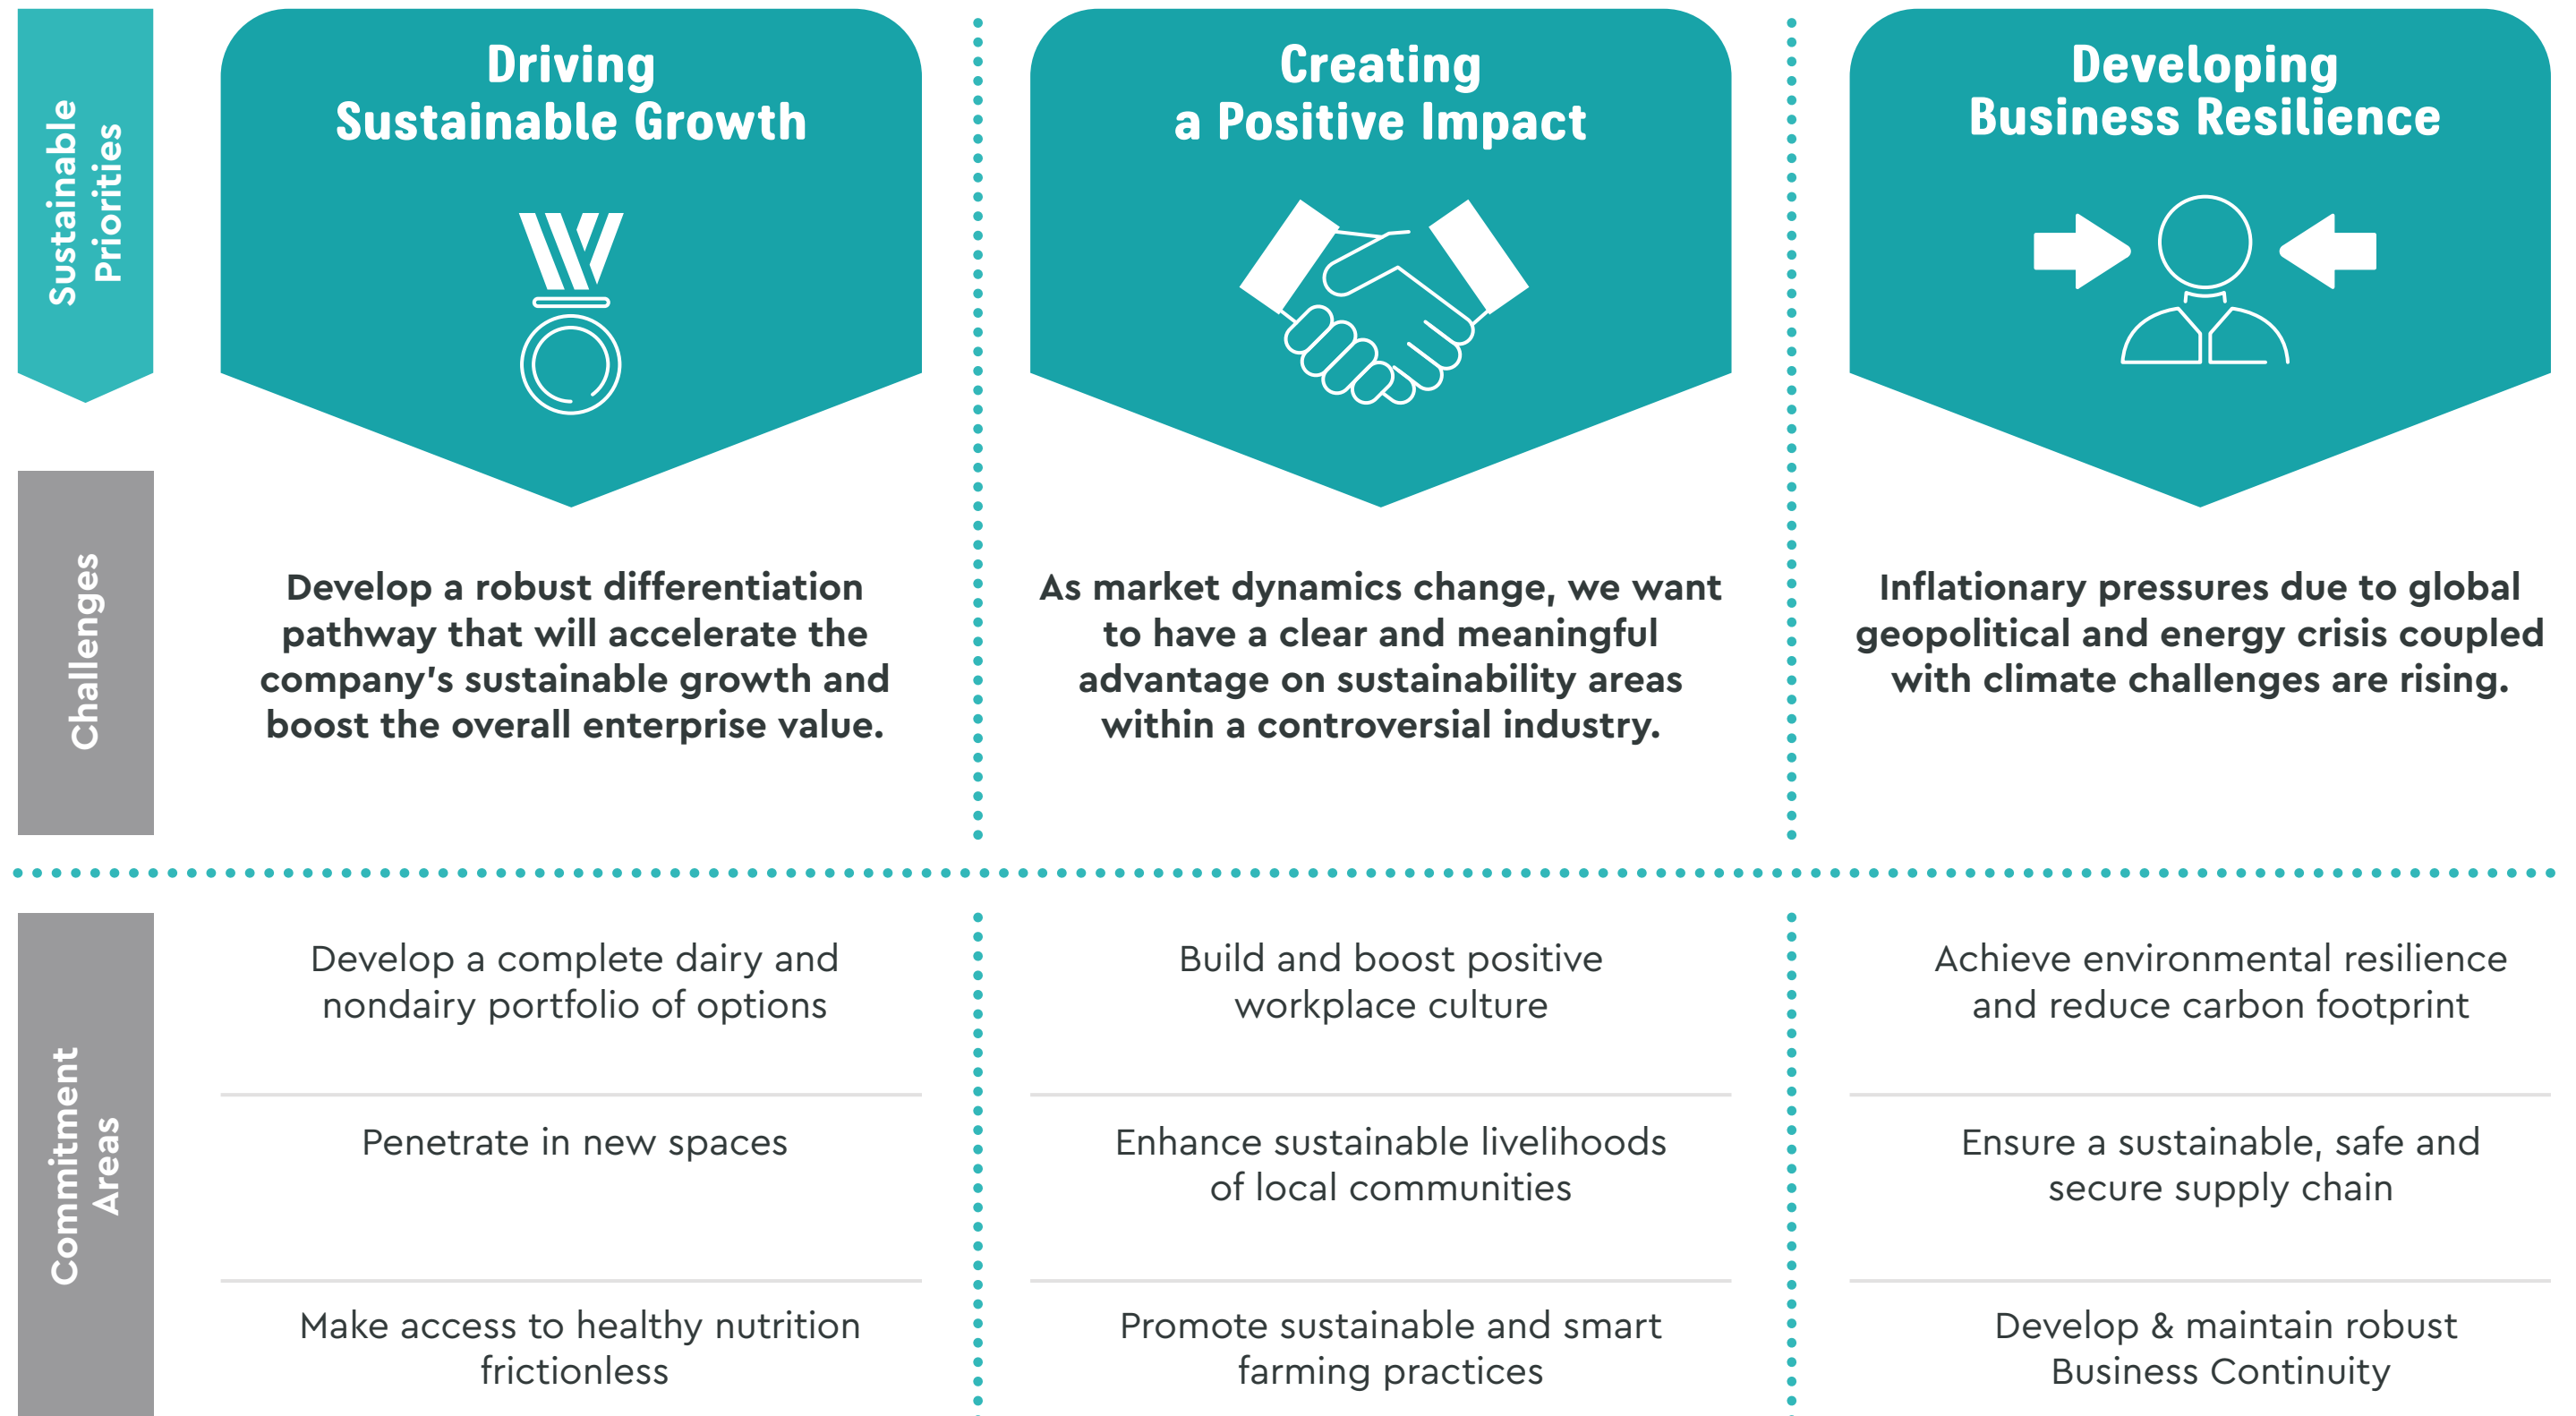 Sustainable
Priorities
Driving
Sustainable Growth
Creating
a Positive Impact
Developing
Business Resilience
Challenges
Develop a robust differentiation
pathway that will accelerate the
company's sustainable growth and
boost the overall enterprise value.
As market dynamics change, we want
to have a clear and meaningful
advantage on sustainability areas
within a controversial industry.
Inflationary pressures due to global
geopolitical and energy crisis coupled
with climate challenges are rising.
Commitment
Areas
Develop a complete dairy and
nondairy portfolio of options
Build and boost positive
workplace culture
Achieve environmental resilience
and reduce carbon footprint
Penetrate in new spaces
Enhance sustainable livelihoods
of local communities
Ensure a sustainable, safe and
secure supply chain
Make access to healthy nutrition
frictionless
Promote sustainable and smart
farming practices
Develop & maintain robust
Business Continuity